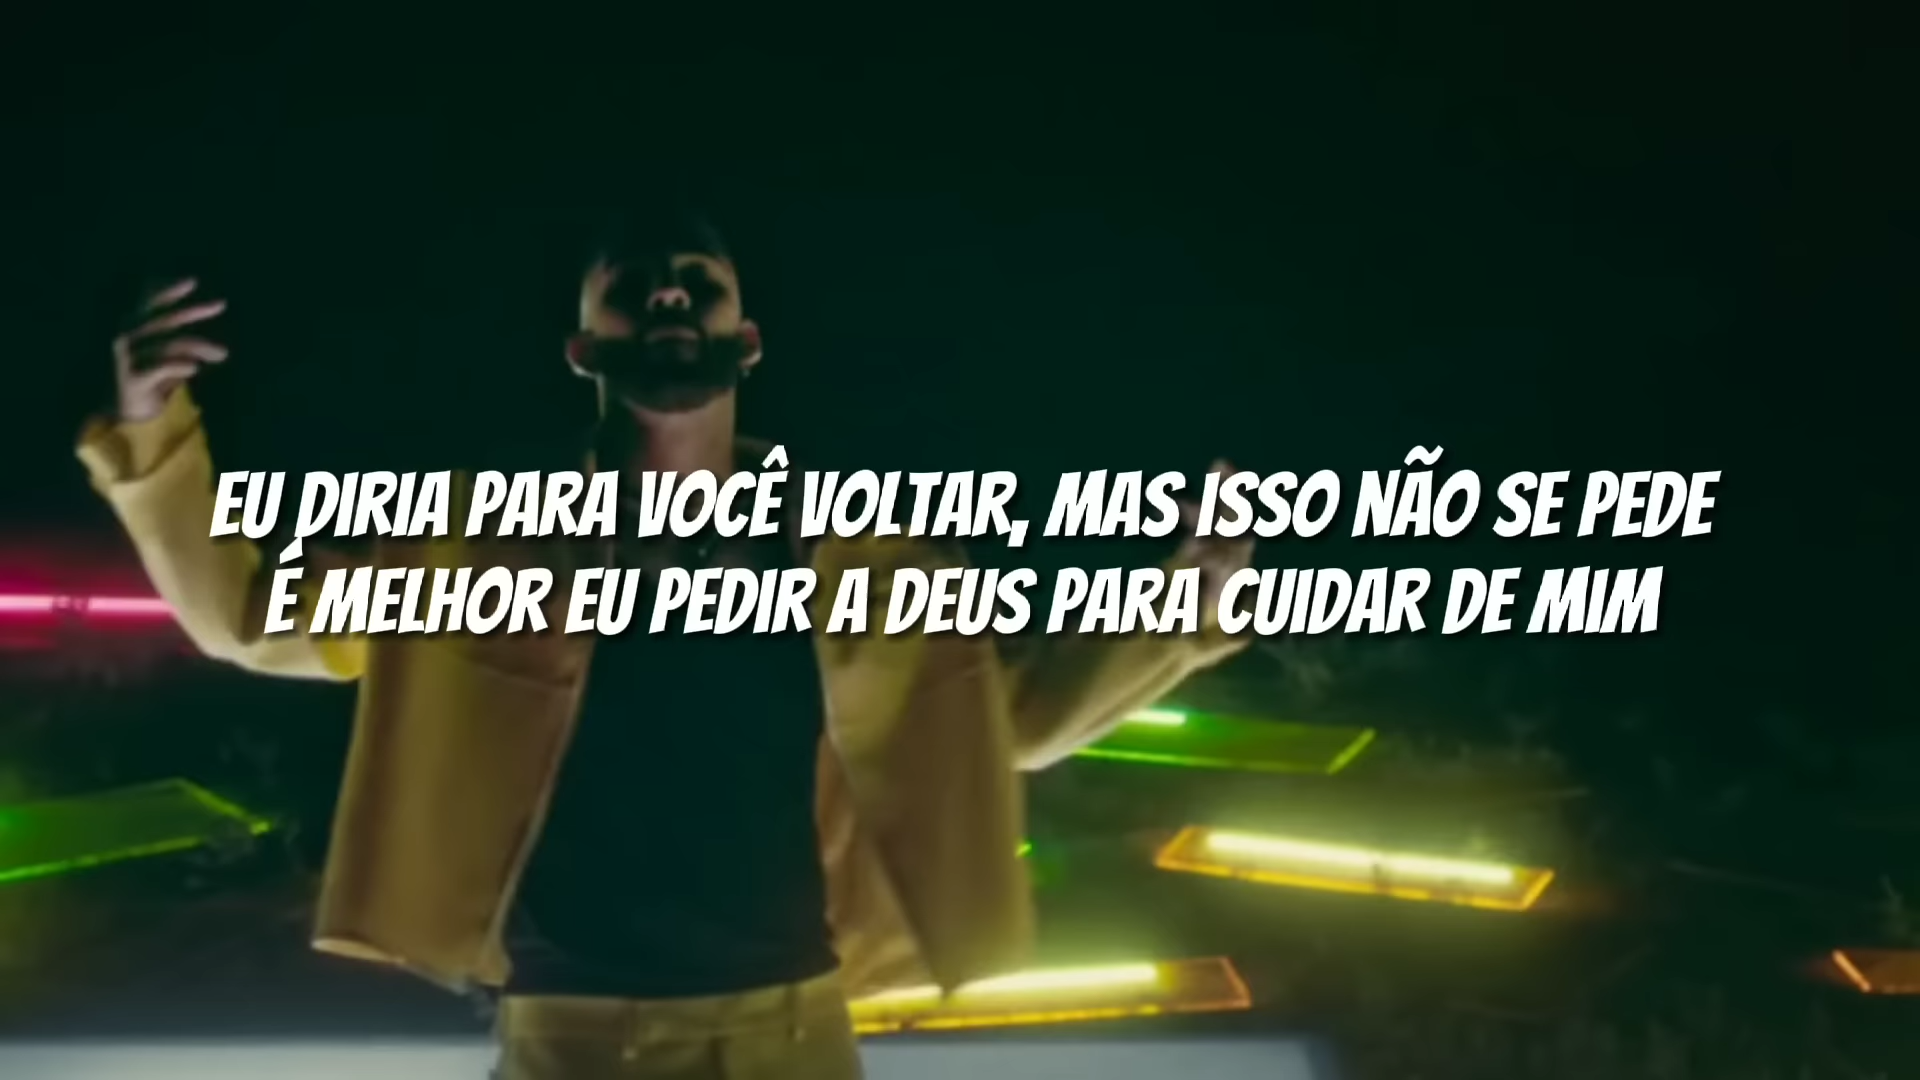 EU DIRIA PARA VOCÊ VOLTAR, MAS ISSO NÃO SE PEDE
É MELHOR EU PEDIR A DEUS PARA CUIDAR DE MIM